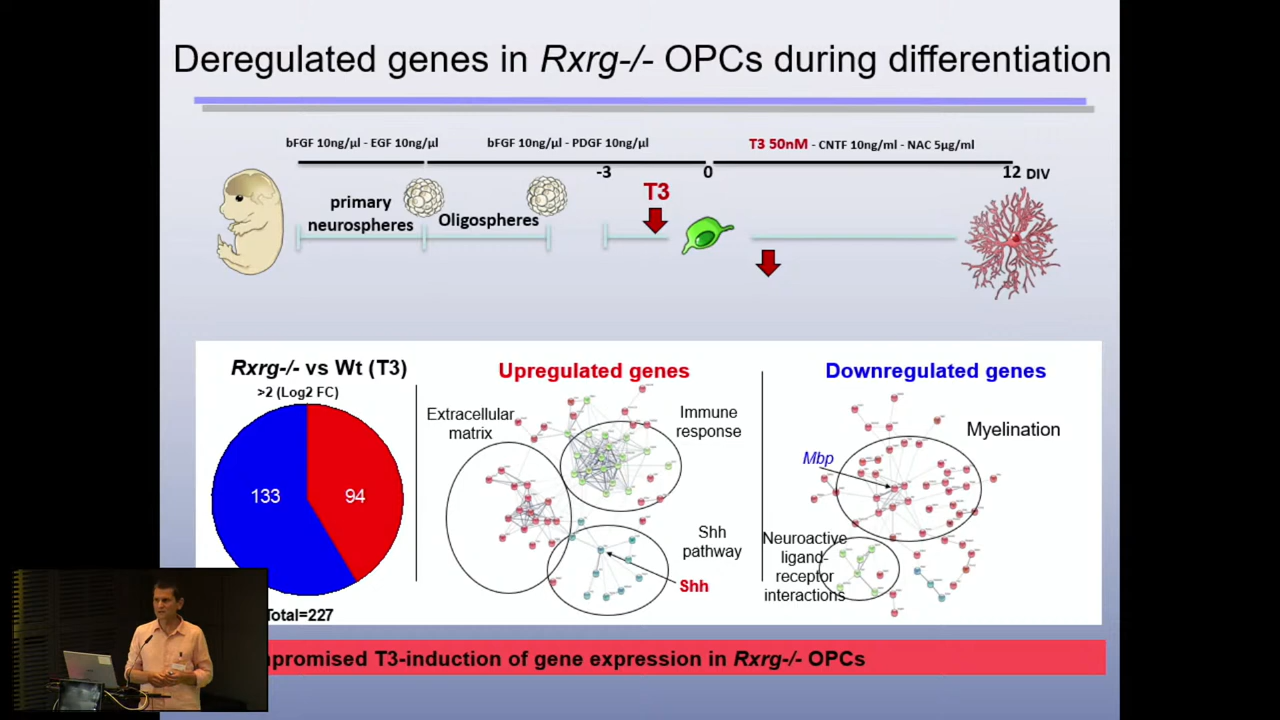 Deregulated genes in Rxrg-/- OPCs during differentiation
bFGF 10ng/µl - EGF 10ng/µl
bFGF 10ng/µl - PDGF 10ng/µl
T3 50nM - CNTF 10ng/ml - NAC 5µg/ml
-3
0
12 DIV
T3
primary
neurospheres
Oligospheres
Rxrg-/- vs Wt (T3)
>2 (Log2 FC)
133
94
Total=227
Upregulated genes
Extracellular
matrix
Immune
response
Shh
pathway
Shh
Downregulated genes
Myelination
Mbp
Neuroactive
ligand-
receptor
interactions
T3-induction of gene expression in Rxrg-/- OPCs